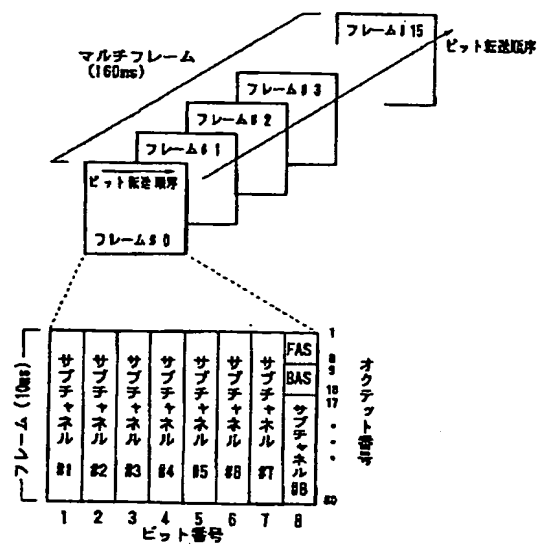 フレーム# 15
ビット転送順序
マルチフレーム
(160ms)
フレーム# 3
フレーム# 2
フレーム# 1
ビット転送順序
フレーム# 0
フレーム(10ms)
サブチャネル #1
サブチャネル #2
サブチャネル #3
サブチャネル #4
サブチャネル #5
サブチャネル #6
サブチャネル #7
FAS
BAS
サブチャネル #8
1
8
9
16
17
80
オクテット番号
1 2 3 4 5 6 7 8
ビット番号